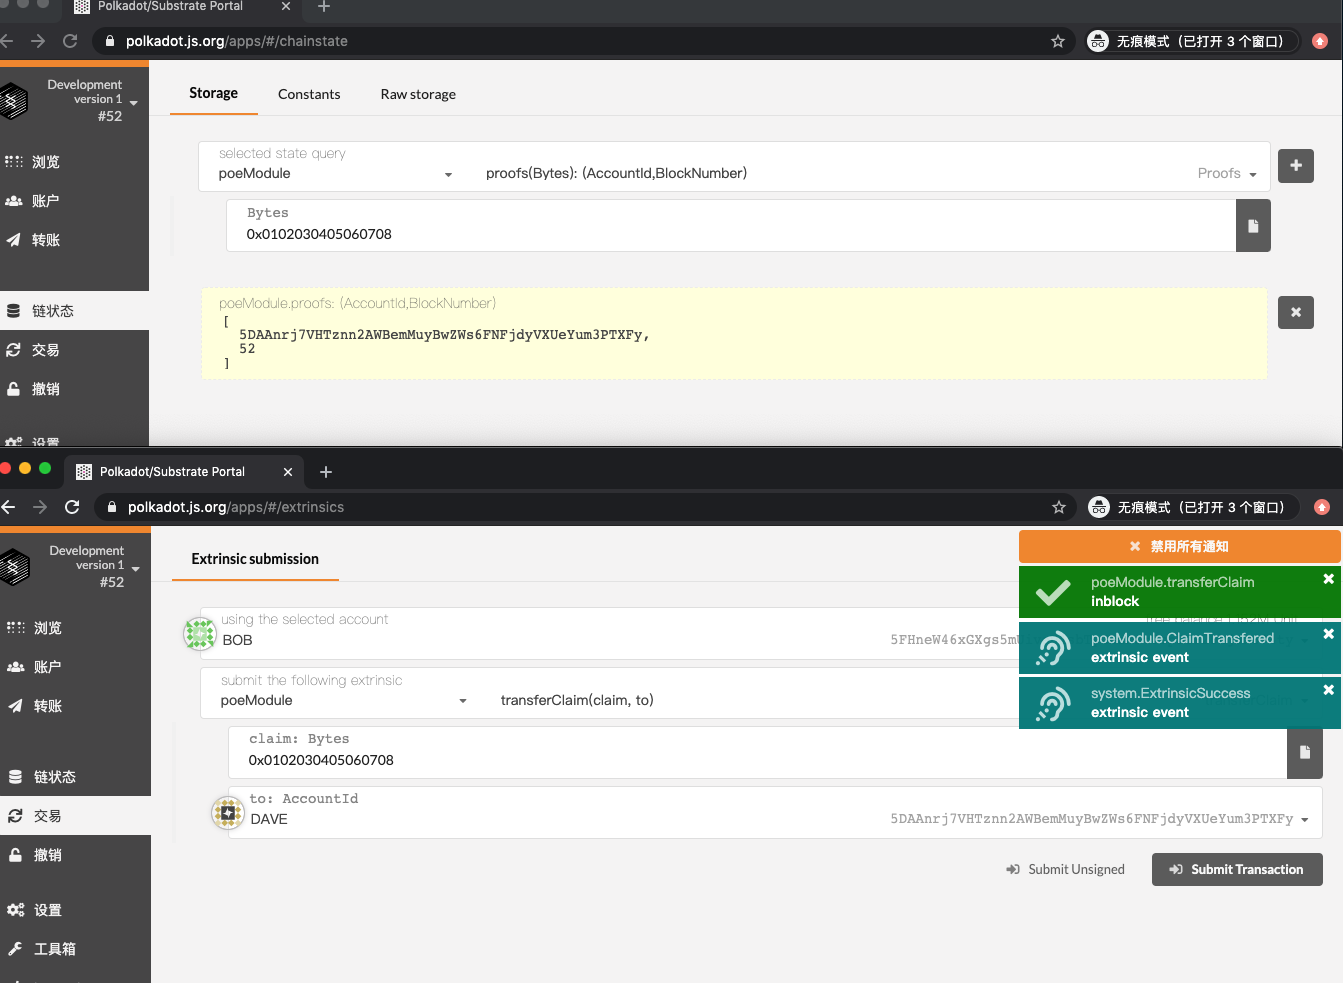 Polkadot/Substrate Portal
polkadot.js.org/apps/#/chainstate
无痕模式（已打开 3 个窗口）
Development
version 1
#52
浏览
账户
转账
链状态
交易
撤销
设置
Storage
Constants
Raw storage
selected state query
poeModule
proofs(Bytes): (AccountId,BlockNumber)
Proofs
Bytes
0x0102030405060708
poeModule.proofs: (AccountId,BlockNumber)
[
5DAAnrj7VHTznn2AWBemMuyBwZWs6FNFjdyVXUeYum3PTXFy,
52
]
Polkadot/Substrate Portal
polkadot.js.org/apps/#/extrinsics
无痕模式（已打开 3 个窗口）
Development
version 1
#52
浏览
账户
转账
链状态
交易
撤销
设置
工具箱
Extrinsic submission
禁用所有通知
poeModule.transferClaim
inblock
poeModule.ClaimTransfered
extrinsic event
system.ExtrinsicSuccess
extrinsic event
using the selected account
BOB
5FHneW46xGXgs5m
submit the following extrinsic
poeModule
transferClaim(claim, to)
claim: Bytes
0x0102030405060708
to: AccountId
DAVE
5DAAnrj7VHTznn2AWBemMuyBwZWs6FNFjdyVXUeYum3PTXFy
Submit Unsigned
Submit Transaction